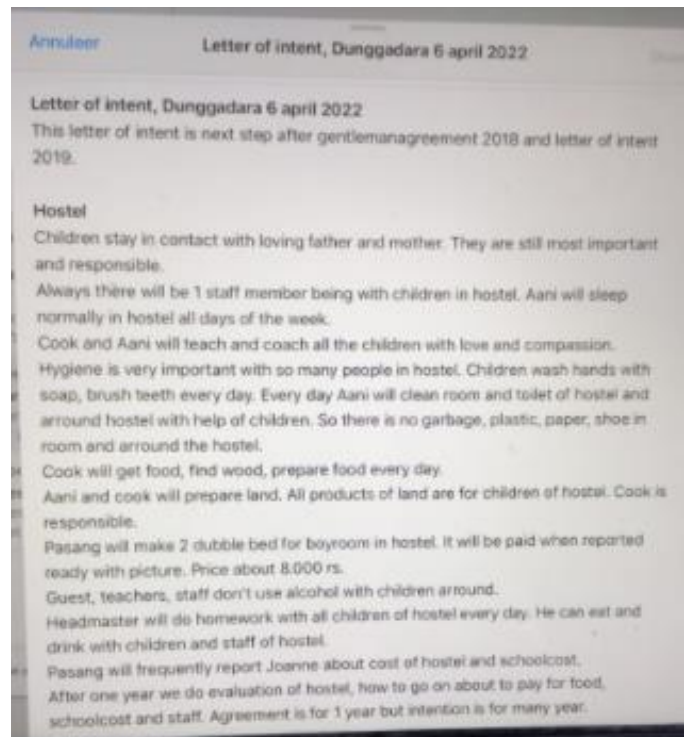 Annuleer
Letter of intent, Dunggadara 6 april 2022
Letter of intent, Dunggadara 6 april 2022
This letter of intent is next step after gentlemanagreement 2018 and letter of intent
2019.
Hostel
Children stay in contact with loving father and mother. They are still most important
and responsible.
Always there will be 1 staff member being with children in hostel. Aani will sleep
normally in hostel all days of the week.
Cook and Aani will teach and coach all the children with love and compassion.
Hygiene is very important with so many people in hostel. Children wash hands with
soap, brush teeth every day. Every day Aani will clean room and toilet of hostel and
arround hostel with help of children. So there is no garbage, plastic, paper, shoe in
room and arround the hostel.
Cook will get food, find wood, prepare food every day.
Aani and cook will prepare land. All products of land are for children of hostel. Cook is
responsible.
Pasang will make 2 dubble bed for boyroom in hostel. It will be paid when reported
ready with picture. Price about 8.000 rs.
Guest, teachers, staff don't use alcohol with children arround.
Headmaster will do homework with all children of hostel every day. He can eat and
drink with children and staff of hostel.
Pasang will frequently report Joanne about cost of hostel and schoolcost.
After one year we do evaluation of hostel, how to go on about to pay for food,
schoolcost and staff. Agreement is for 1 year but intention is for many year.